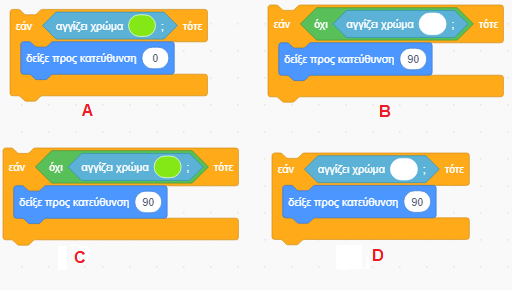 εάν αγγίζει χρώμα ; τότε
δείξε προς κατεύθυνση 0
A
εάν όχι αγγίζει χρώμα ; τότε
δείξε προς κατεύθυνση 90
B
εάν όχι αγγίζει χρώμα ; τότε
δείξε προς κατεύθυνση 90
C
εάν αγγίζει χρώμα ; τότε
δείξε προς κατεύθυνση 90
D